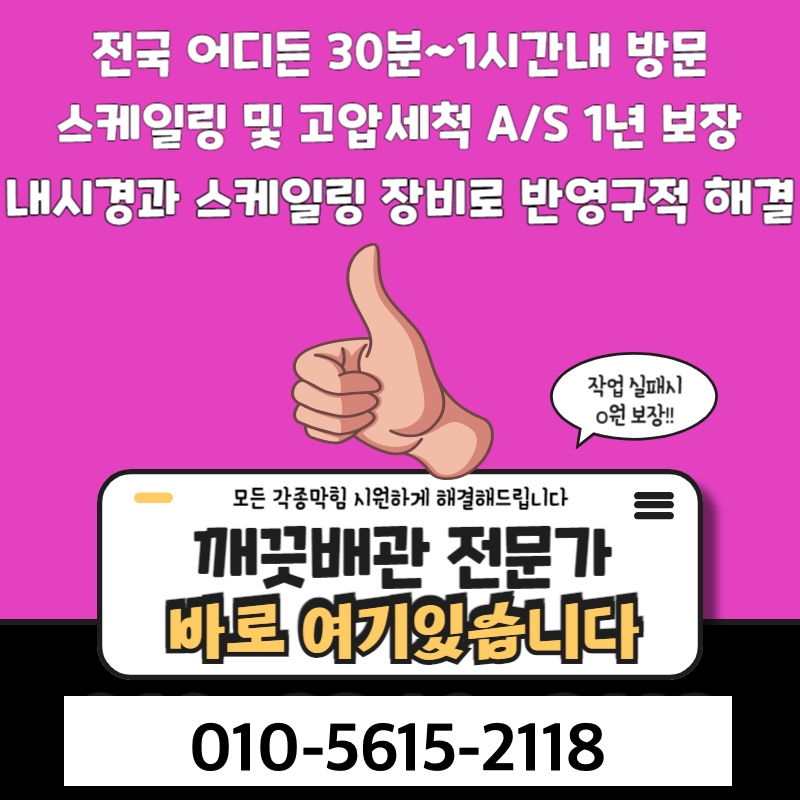 전국 어디든 30분~1시간내 방문
스케일링 및 고압세척 A/S 1년 보장
내시경과 스케일링 장비로 반영구적 해결
작업 실패시
0원 보장!!
모든 각종막힘 시원하게 해결해드립니다
깨끗배관 전문가
바로 여기있습니다
010-5615-2118